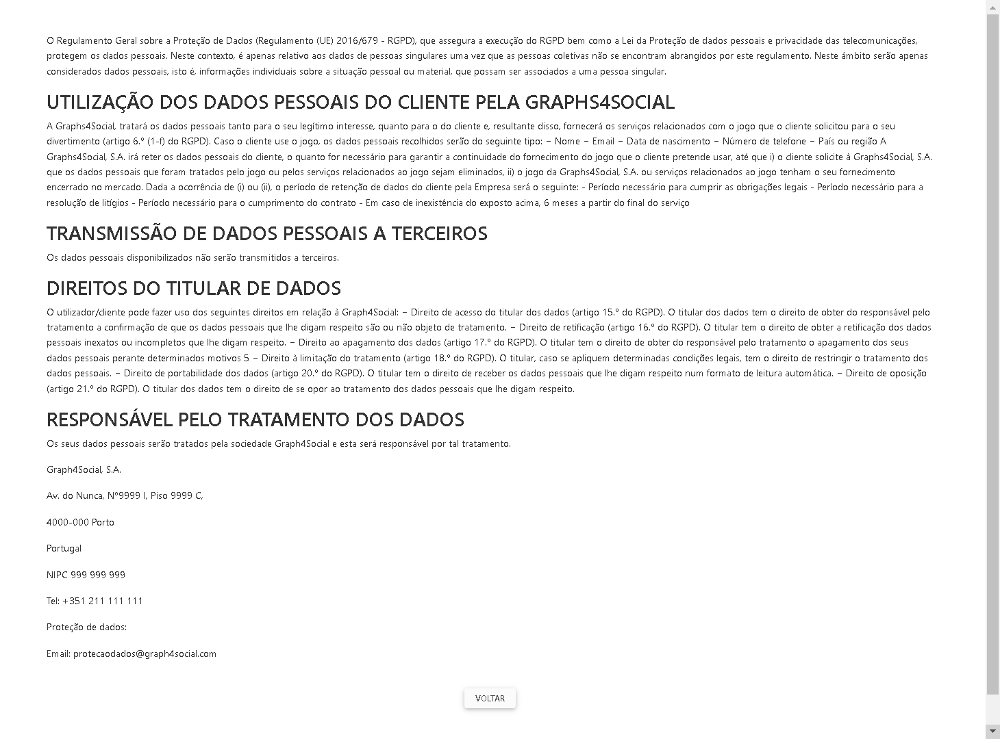 O Regulamento Geral sobre a Proteção de Dados (Regulamento (UE) 2016/679 - RGPD), que assegura a execução do RGPD bem como a Lei da Proteção de dados pessoais e privacidade das telecomunicações,
protegem os dados pessoais. Neste contexto, é apenas relativo aos dados de pessoas singulares uma vez que as pessoas coletivas não se encontram abrangidos por este regulamento. Neste âmbito serão apenas
considerados dados pessoais, isto é, informações individuais sobre a situação pessoal ou material, que possam ser associados a uma pessoa singular.
UTILIZAÇÃO DOS DADOS PESSOAIS DO CLIENTE PELA GRAPHS4SOCIAL
A Graphs4Social, tratará os dados pessoais tanto para o seu legítimo interesse, quanto para o do cliente e, resultante disso, fornecerá os serviços relacionados com o jogo que o cliente solicitou para o seu
divertimento (artigo 6.º (1-f) do RGPD). Caso o cliente use o jogo, os dados pessoais recolhidos serão do seguinte tipo: − Nome − Email − Data de nascimento − Número de telefone − País ou região A
Graphs4Social, S.A. irá reter os dados pessoais do cliente, o quanto for necessário para garantir a continuidade do fornecimento do jogo que o cliente pretende usar, até que i) o cliente solicite à Graphs4Social, S.A.
que os dados pessoais que foram tratados pelo jogo ou pelos serviços relacionados ao jogo sejam eliminados, ii) o jogo da Graphs4Social, S.A. ou serviços relacionados ao jogo tenham o seu fornecimento
encerrado no mercado. Dada a ocorrência de (i) ou (ii), o período de retenção de dados do cliente pela Empresa será o seguinte: - Período necessário para cumprir as obrigações legais - Período necessário para a
resolução de litígios - Período necessário para o cumprimento do contrato - Em caso de inexistência do exposto acima, 6 meses a partir do final do serviço
TRANSMISSÃO DE DADOS PESSOAIS A TERCEIROS
Os dados pessoais disponibilizados não serão transmitidos a terceiros.
DIREITOS DO TITULAR DE DADOS
O utilizador/cliente pode fazer uso dos seguintes direitos em relação à Graph4Social: − Direito de acesso do titular dos dados (artigo 15.º do RGPD). O titular dos dados tem o direito de obter do responsável pelo
tratamento a confirmação de que os dados pessoais que lhe digam respeito são ou não objeto de tratamento. − Direito de retificação (artigo 16.º do RGPD). O titular tem o direito de obter a retificação dos dados
pessoais inexatos ou incompletos que lhe digam respeito. − Direito ao apagamento dos dados (artigo 17.º do RGPD). O titular tem o direito de obter do responsável pelo tratamento o apagamento dos seus
dados pessoais perante determinados motivos 5 − Direito à limitação do tratamento (artigo 18.º do RGPD). O titular, caso se apliquem determinadas condições legais, tem o direito de restringir o tratamento dos
dados pessoais. − Direito de portabilidade dos dados (artigo 20.º do RGPD). O titular tem o direito de receber os dados pessoais que lhe digam respeito num formato de leitura automática. − Direito de oposição
(artigo 21.º do RGPD). O titular dos dados tem o direito de se opor ao tratamento dos dados pessoais que lhe digam respeito.
RESPONSÁVEL PELO TRATAMENTO DOS DADOS
Os seus dados pessoais serão tratados pela sociedade Graph4Social e esta será responsável por tal tratamento.
Graph4Social, S.A.
Av. do Nunca, Nº9999 I, Piso 9999 C,
4000-000 Porto
Portugal
NIPC 999 999 999
Tel: +351 211 111 111
Proteção de dados:
Email: protecaodados@graph4social.com
VOLTAR